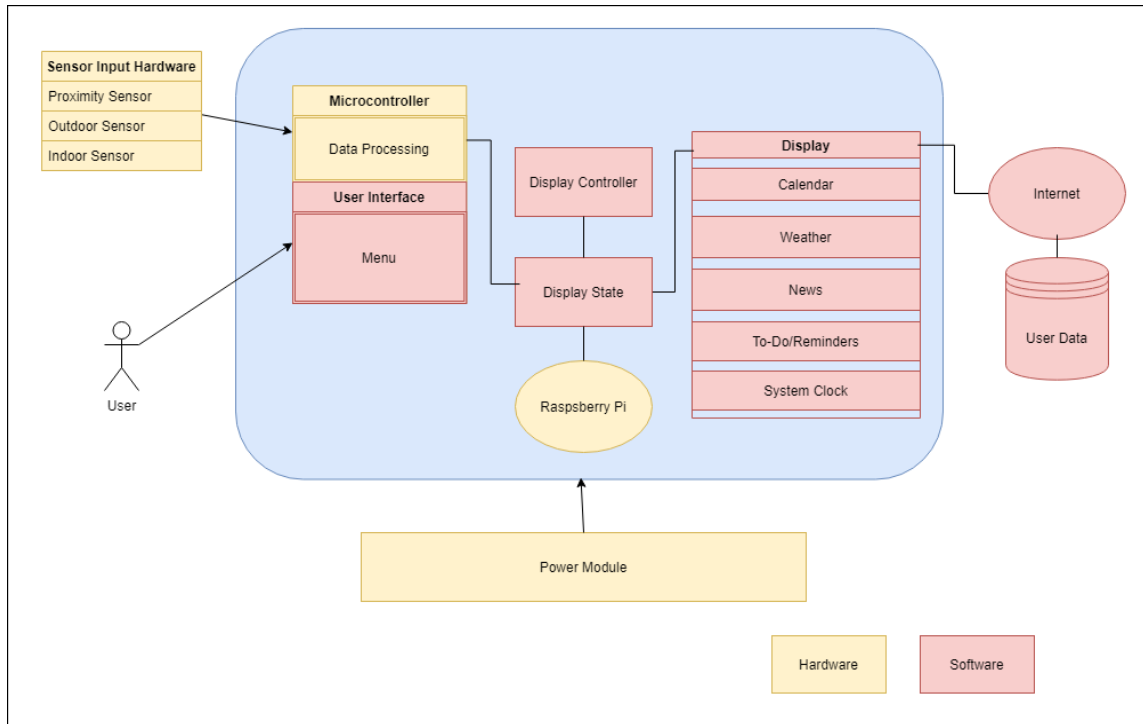 Sensor Input Hardware
Proximity Sensor
Outdoor Sensor
Indoor Sensor
Microcontroller
Data Processing
User Interface
Menu
User
Display Controller
Display State
Raspsberry Pi
Display
Calendar
Weather
News
To-Do/Reminders
System Clock
Internet
User Data
Power Module
Hardware
Software